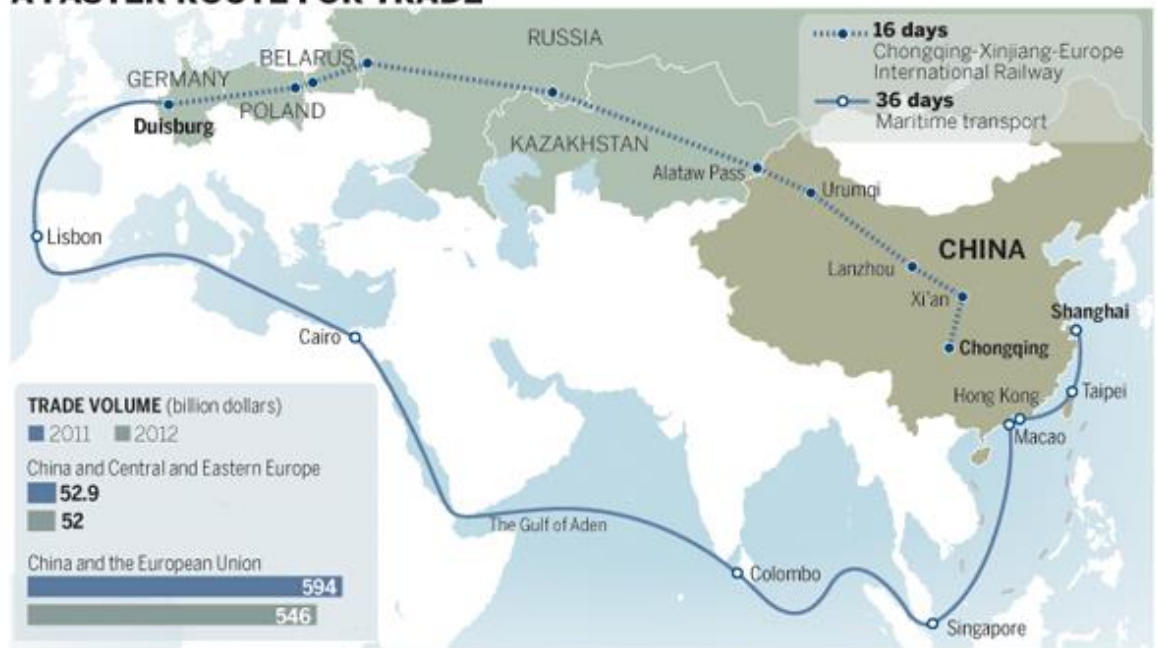 A FASTER ROUTE FOR TRADE
16 days
Chongqing-Xinjiang-Europe
International Railway
36 days
Maritime transport
RUSSIA
BELARUS
GERMANY
POLAND
Duisburg
KAZAKHSTAN
Alataw Pass
Urumqi
Lisbon
CHINA
Lanzhou
Xi'an
Shanghai
Cairo
Chongqing
Hong Kong
Taipei
Macao
The Gulf of Aden
Colombo
Singapore
TRADE VOLUME (billion dollars)
2011 2012
China and Central and Eastern Europe
52.9
52
China and the European Union
594
546